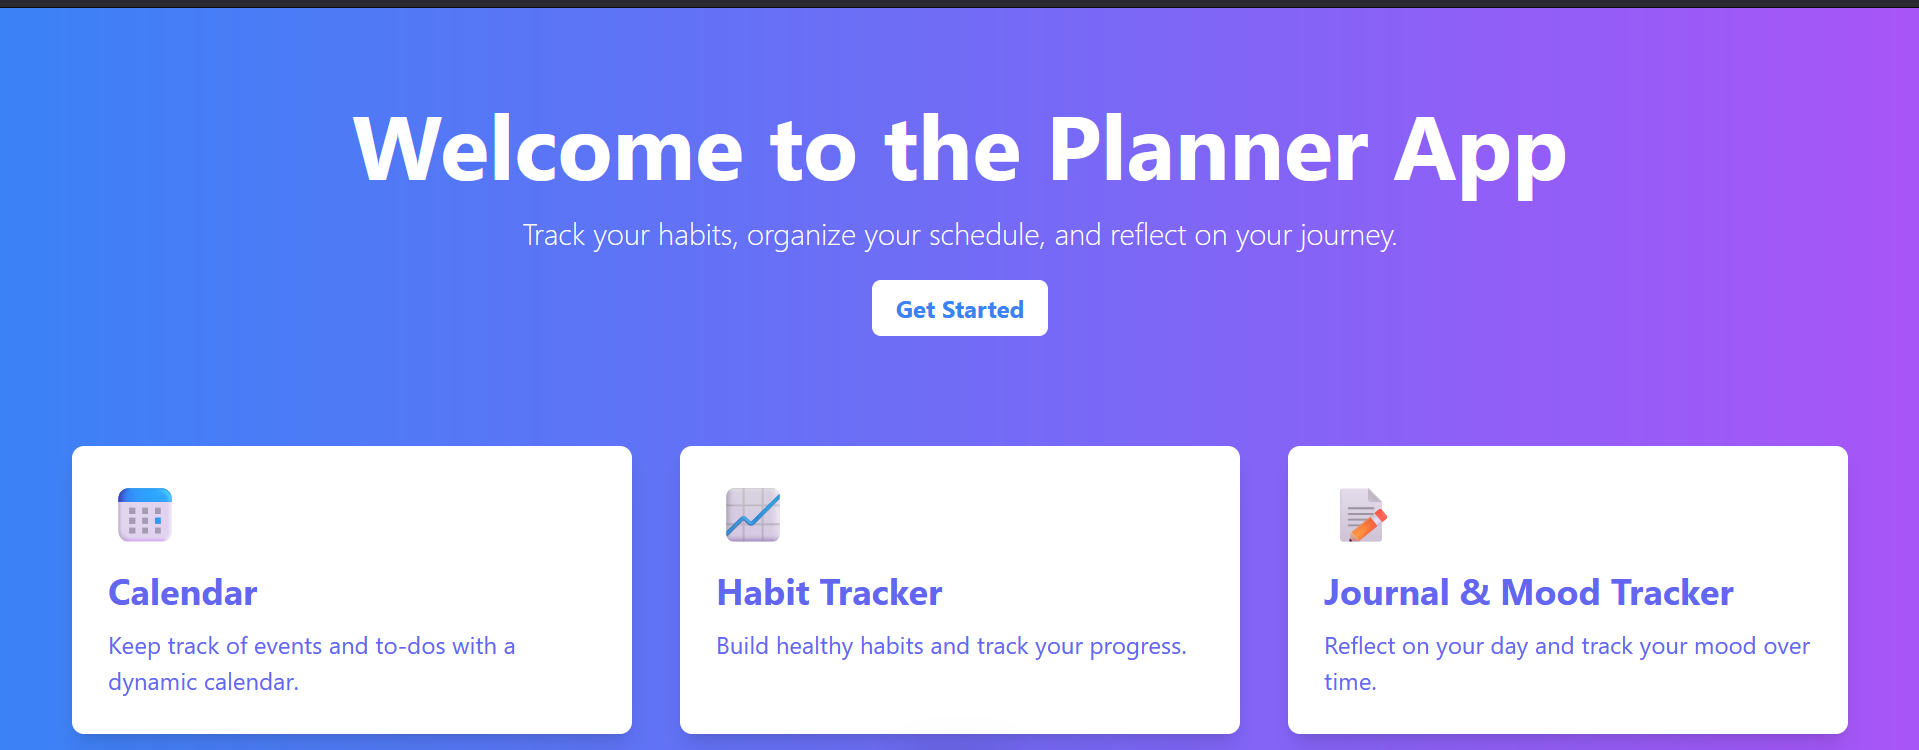 Welcome to the Planner App
Track your habits, organize your schedule, and reflect on your journey.
Get Started
Calendar
Keep track of events and to-dos with a
dynamic calendar.
Habit Tracker
Build healthy habits and track your progress.
Journal & Mood Tracker
Reflect on your day and track your mood over
time.